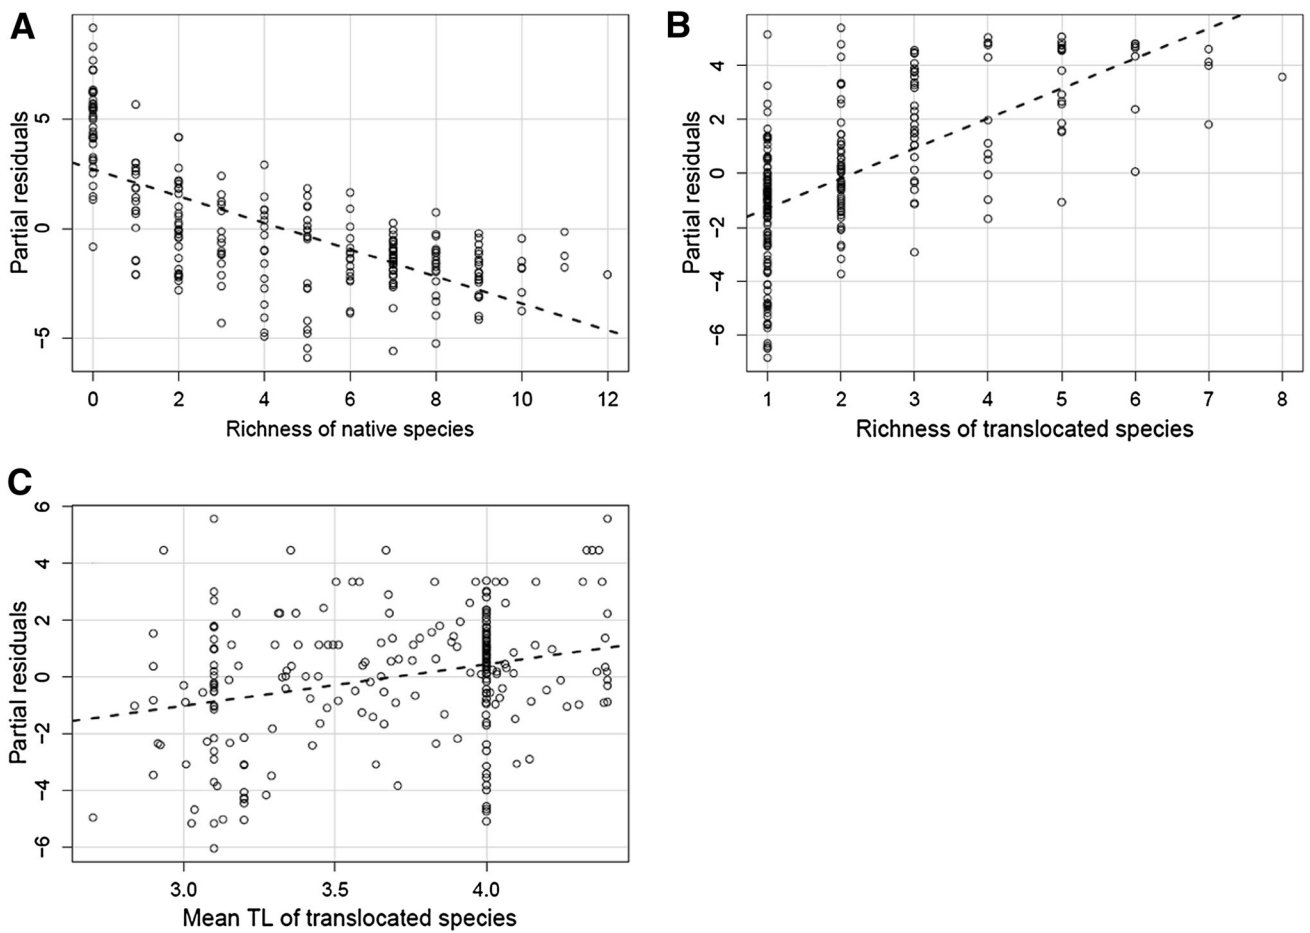 A
Partial residuals
5
0
−5
0 2 4 6 8 10 12
Richness of native species
B
Partial residuals
4
2
0
−2
−4
−6
1 2 3 4 5 6 7 8
Richness of translocated species
C
Partial residuals
6
4
2
0
−2
−4
−6
3.0 3.5 4.0
Mean TL of translocated species